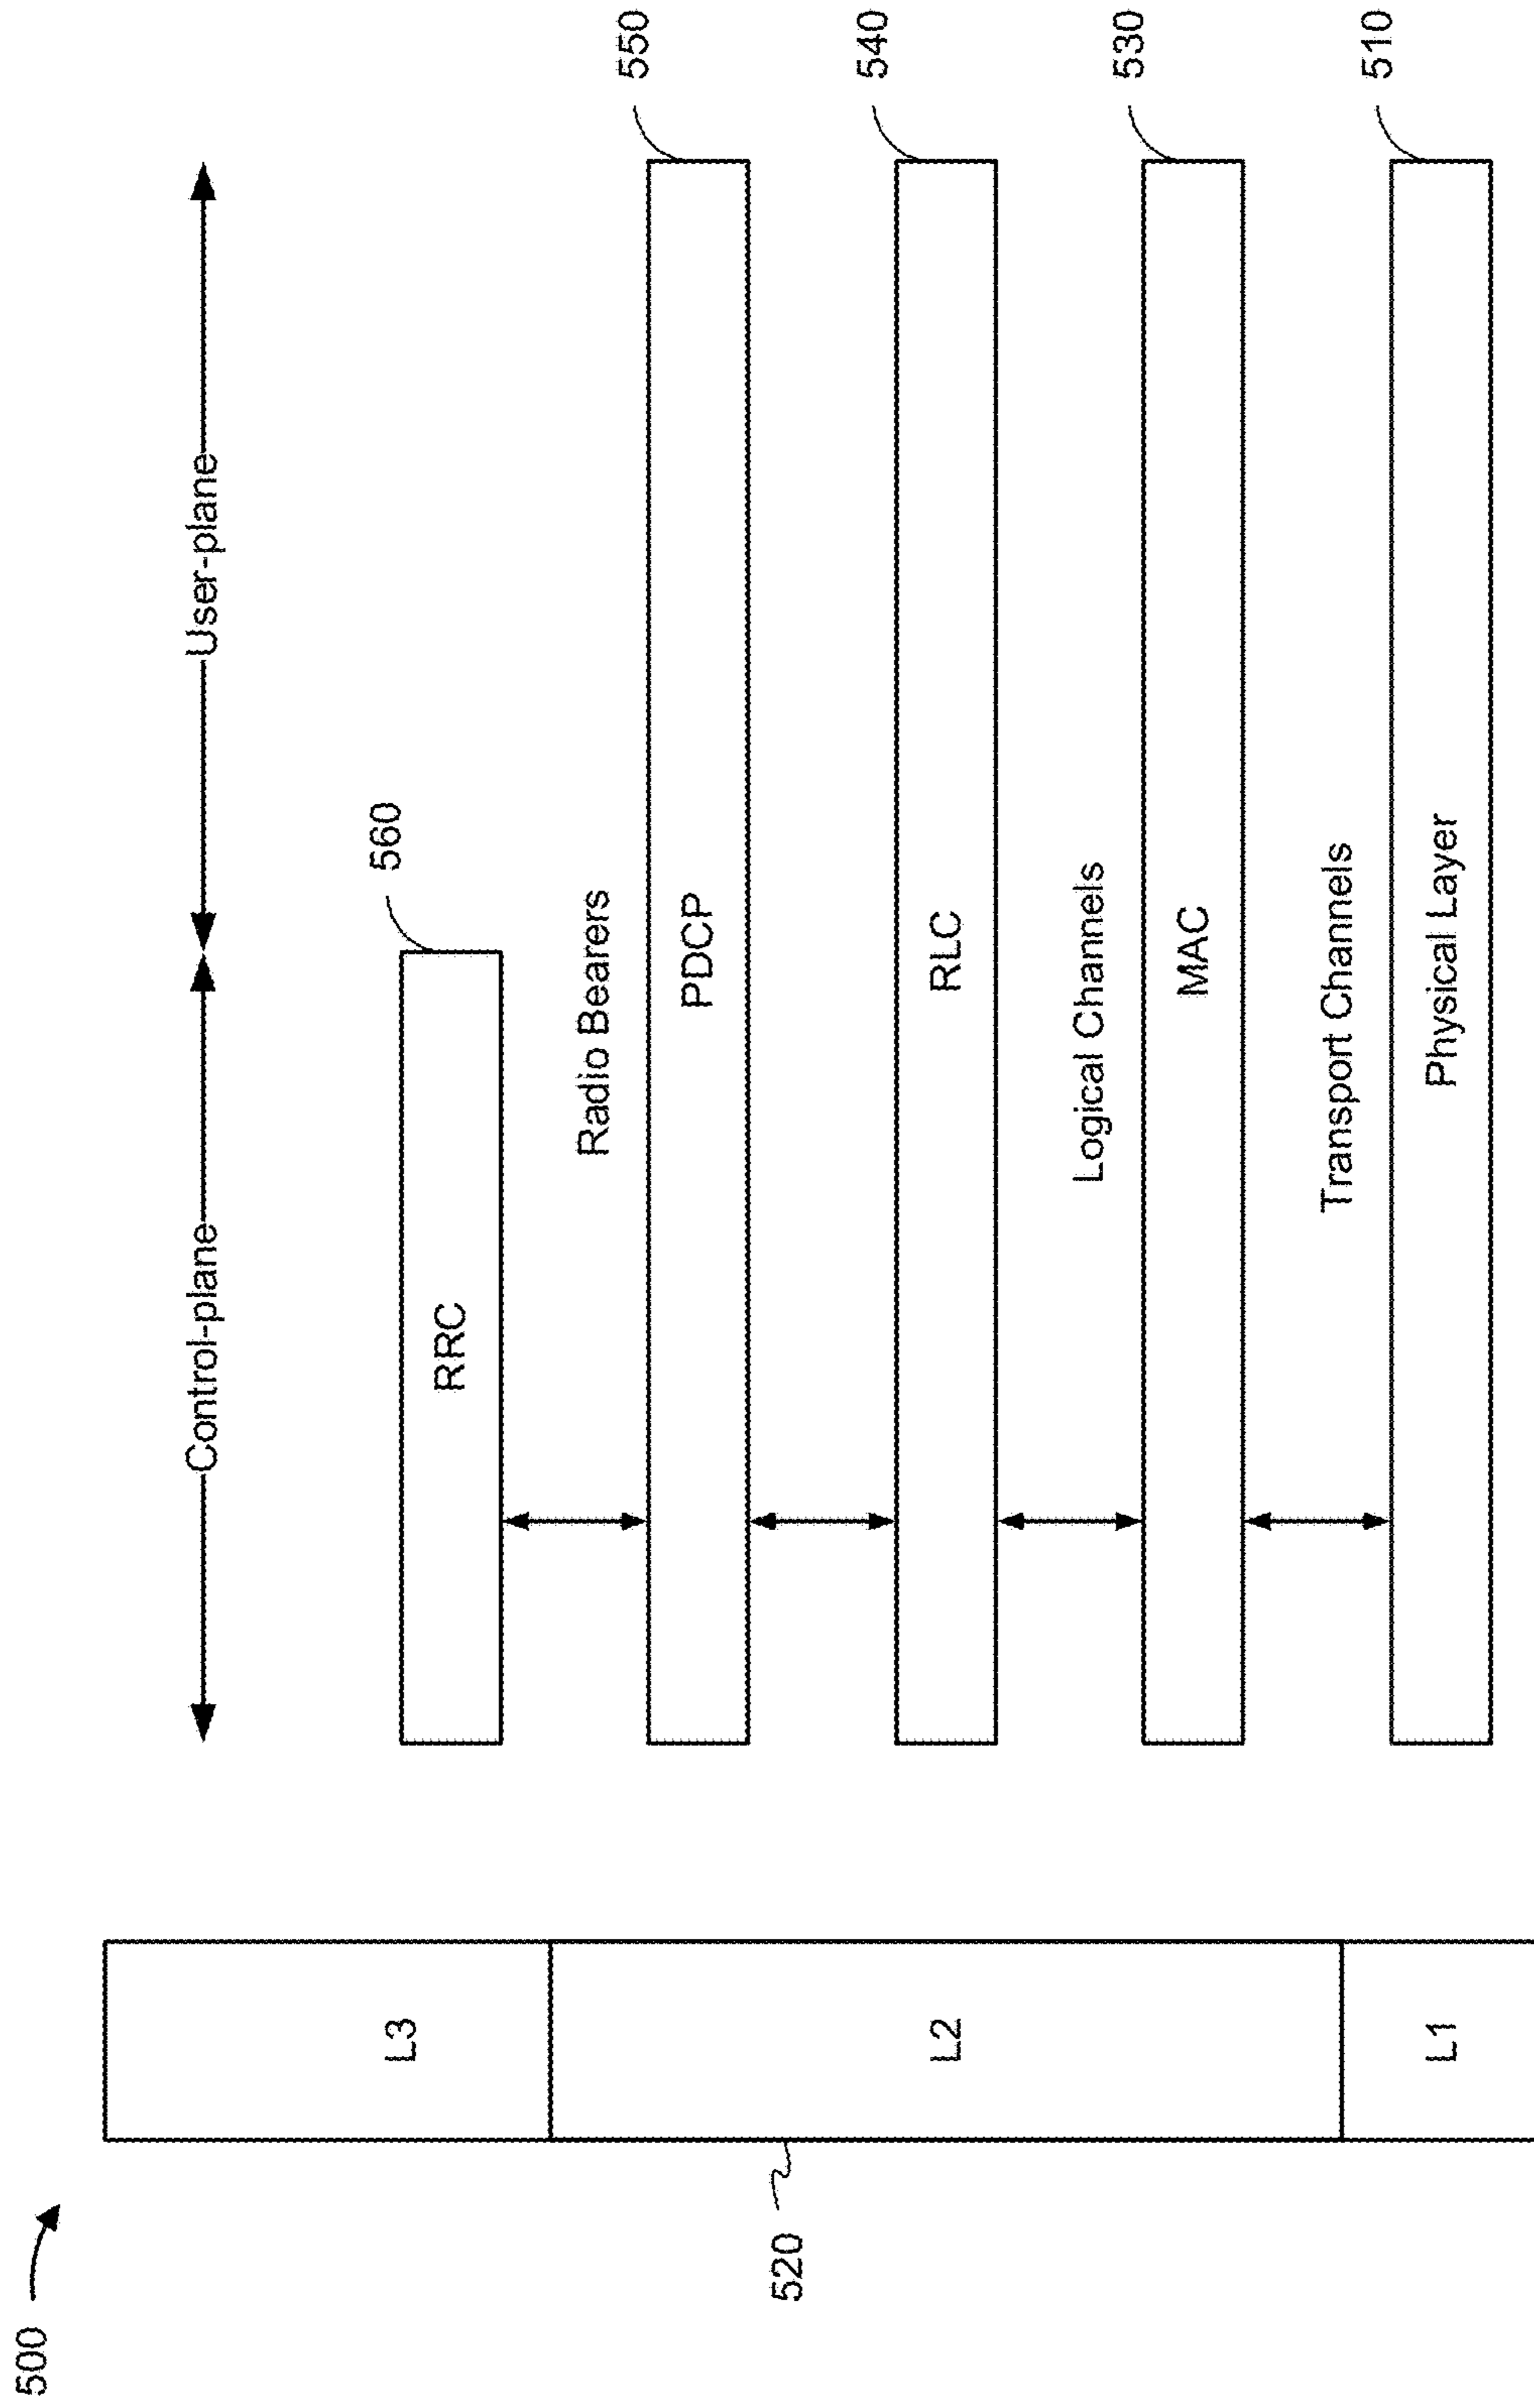 500
Control-plane
User-plane
L3
RRC
560
Radio Bearers
520
L2
PDCP
550
RLC
540
Logical Channels
MAC
530
Transport Channels
L1
Physical Layer
510